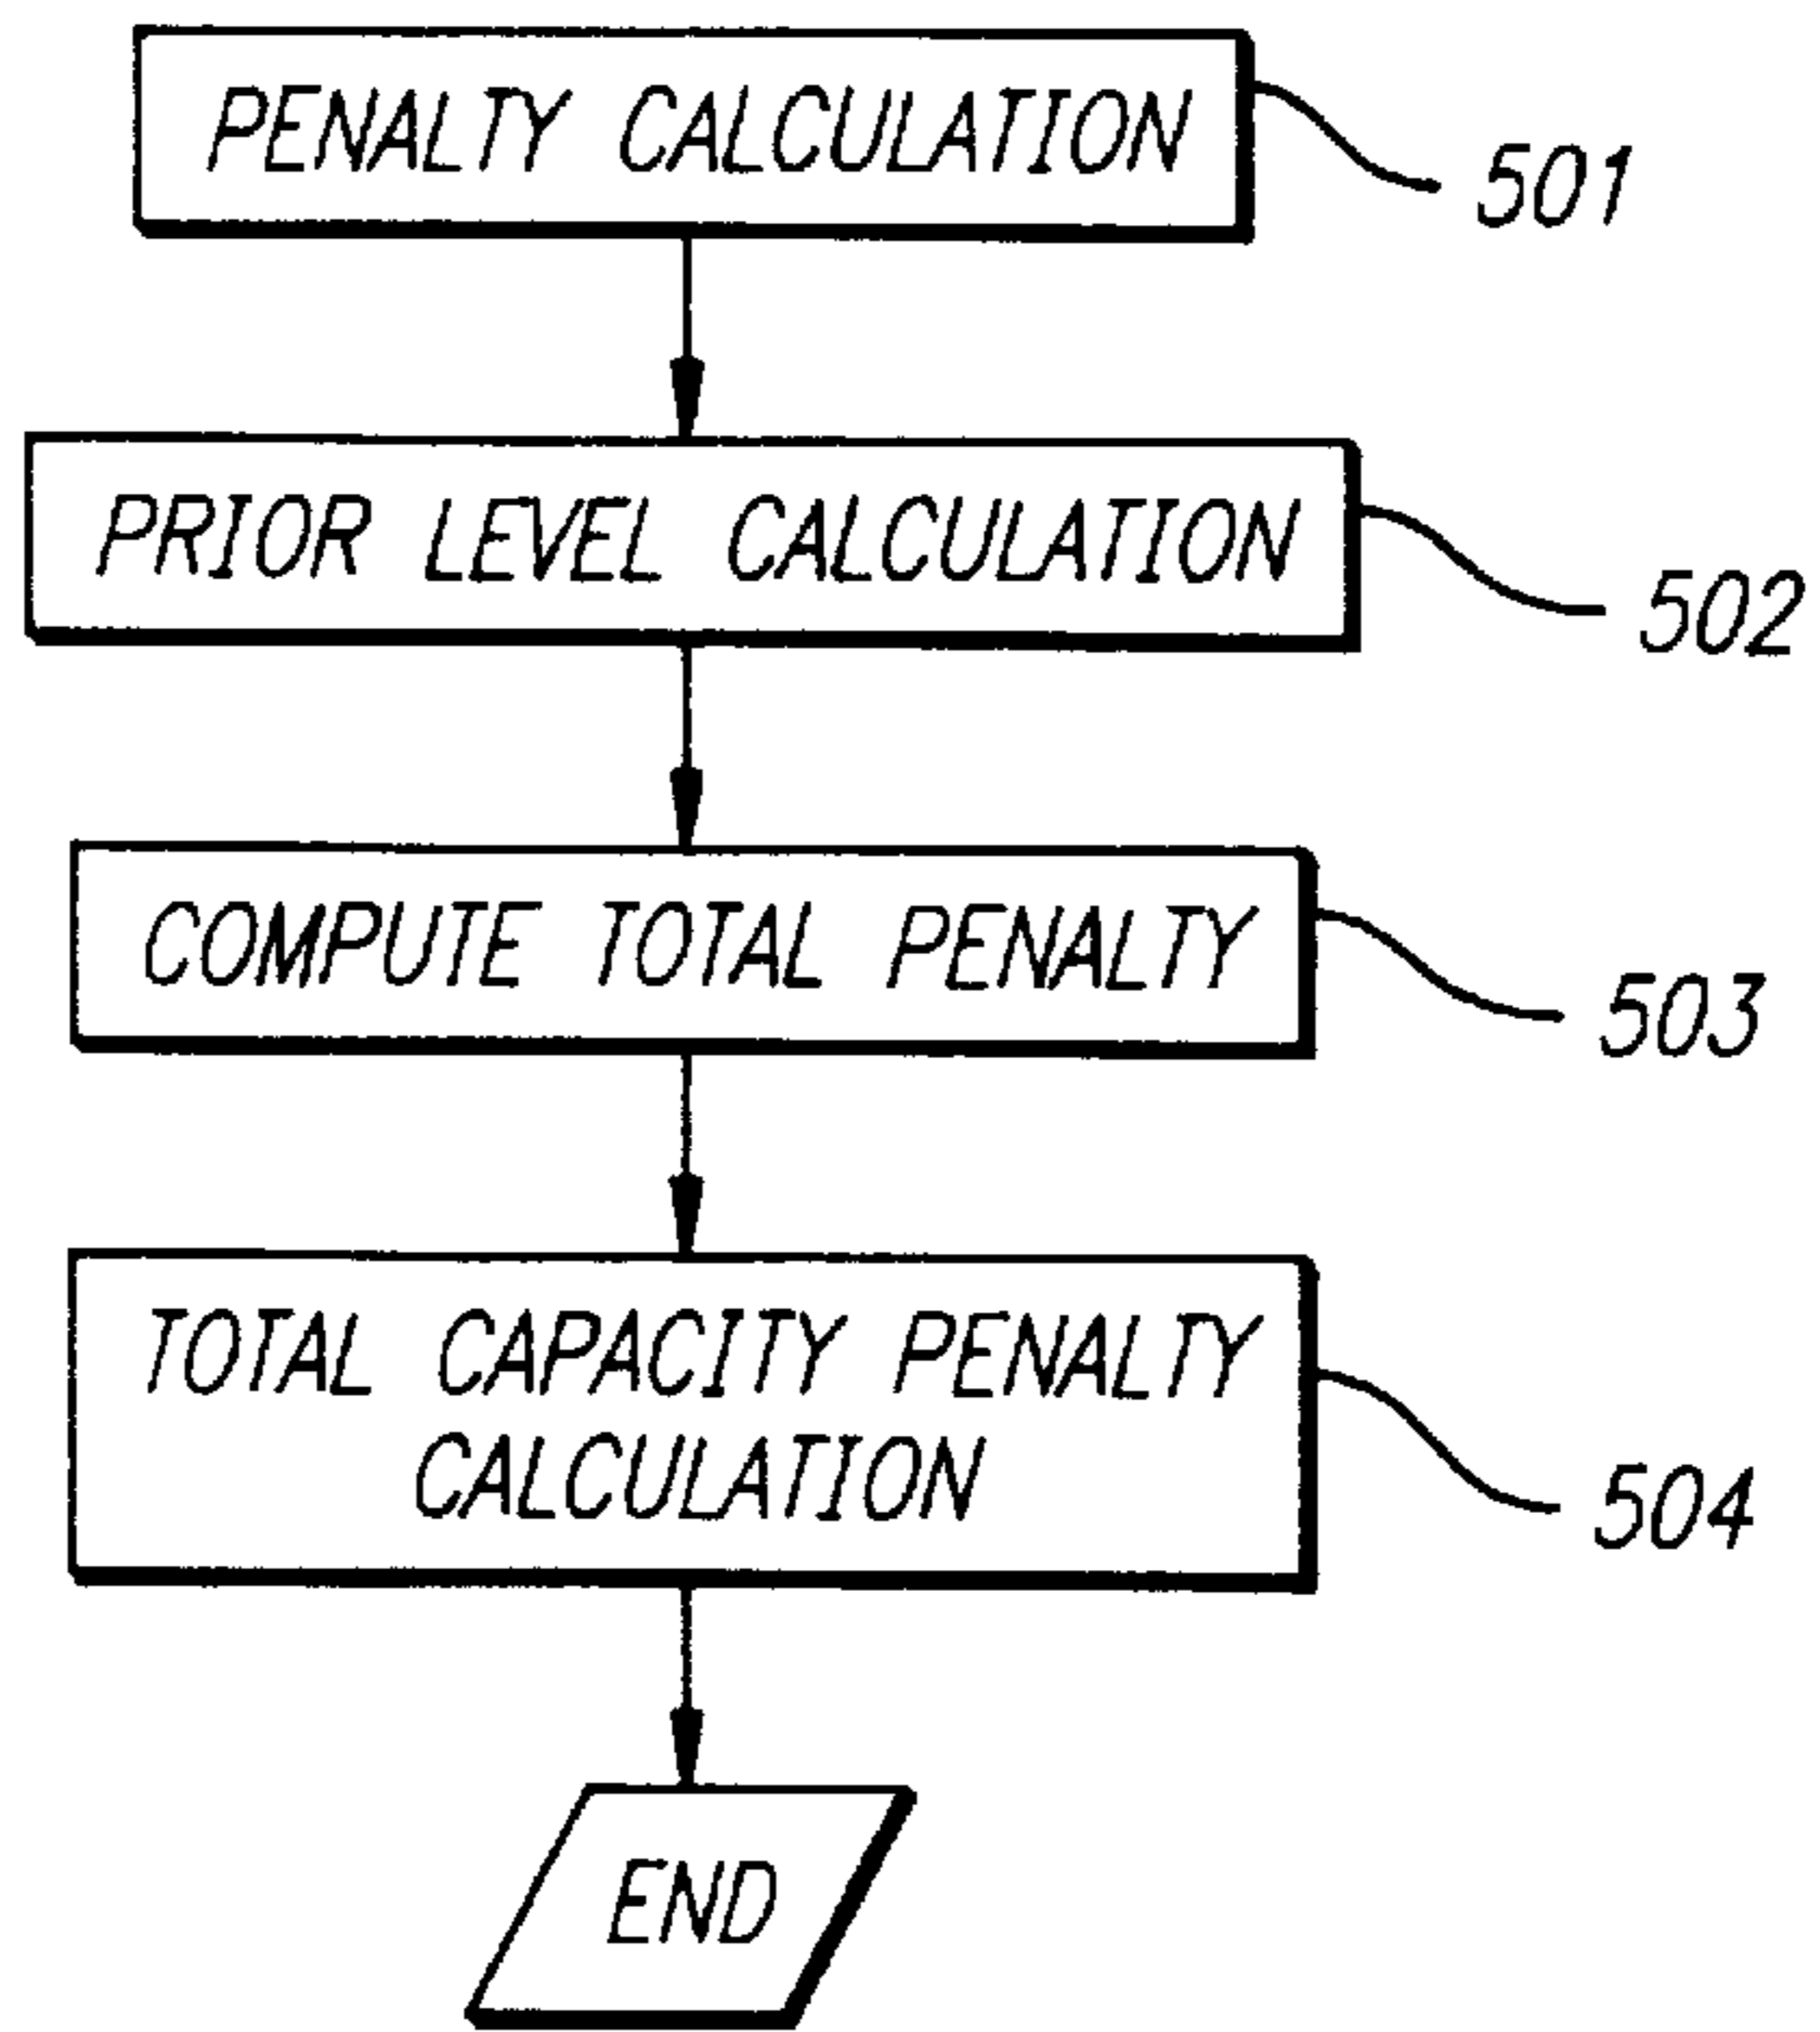 PENALTY CALCULATION
501
PRIOR LEVEL CALCULATION
502
COMPUTE TOTAL PENALTY
503
TOTAL CAPACITY PENALTY
CALCULATION
504
END